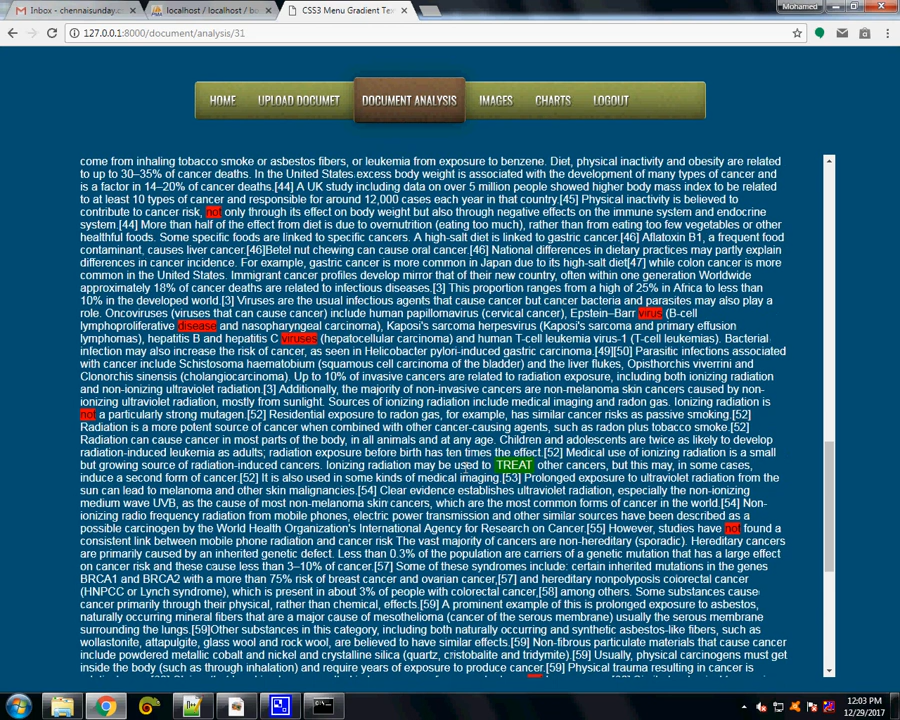 Inbox - chennaisunday.c
localhost / localhost / be
CSS3 Menu Gradient Tex
Mohamed
127.0.0.1:8000/document/analysis/31
HOME UPLOAD DOCUMET DOCUMENT ANALYSIS IMAGES CHARTS LOGOUT
come from inhaling tobacco smoke or asbestos fibers, or leukemia from exposure to benzene. Diet, physical inactivity and obesity are related
to up to 30–35% of cancer deaths. In the United States excess body weight is associated with the development of many types of cancer and
is a factor in 14–20% of cancer deaths.[44] A UK study including data on over 5 million people showed higher body mass index to be related
to at least 10 types of cancer and responsible for around 12,000 cases each year in that country.[45] Physical inactivity is believed to
contribute to cancer risk, not only through its effect on body weight but also through negative effects on the immune system and endocrine
system.[44] More than half of the effect from diet is due to overnutrition (eating too much), rather than from eating too few vegetables or other
healthful foods. Some specific foods are linked to specific cancers. A high-salt diet is linked to gastric cancer.[46] Aflatoxin B1, a frequent food
contaminant, causes liver cancer.[46]Betel nut chewing can cause oral cancer.[46] National differences in dietary practices may partly explain
differences in cancer incidence. For example, gastric cancer is more common in Japan due to its high-salt diet[47] while colon cancer is more
common in the United States. Immigrant cancer profiles develop mirror that of their new country, often within one generation Worldwide
approximately 18% of cancer deaths are related to infectious diseases.[3] This proportion ranges from a high of 25% in Africa to less than
10% in the developed world.[3] Viruses are the usual infectious agents that cause cancer but cancer bacteria and parasites may also play a
role. Oncoviruses (viruses that can cause cancer) include human papillomavirus (cervical cancer), Epstein–Barr virus (B-cell
lymphoproliferative disease and nasopharyngeal carcinoma), Kaposi's sarcoma herpesvirus (Kaposi's sarcoma and primary effusion
lymphomas), hepatitis B and hepatitis C viruses (hepatocellular carcinoma) and human T-cell leukemia virus-1 (T-cell leukemias). Bacterial
infection may also increase the risk of cancer, as seen in Helicobacter pylori-induced gastric carcinoma.[49][50] Parasitic infections associated
with cancer include Schistosoma haematobium (squamous cell carcinoma of the bladder) and the liver flukes, Opisthorchis viverrini and
Clonorchis sinensis (cholangiocarcinoma). Up to 10% of invasive cancers are related to radiation exposure, including both ionizing radiation
and non-ionizing ultraviolet radiation.[3] Additionally, the majority of non-invasive cancers are non-melanoma skin cancers caused by non-
ionizing ultraviolet radiation, mostly from sunlight. Sources of ionizing radiation include medical imaging and radon gas. Ionizing radiation is
not a particularly strong mutagen.[52] Residential exposure to radon gas, for example, has similar cancer risks as passive smoking.[52]
Radiation is a more potent source of cancer when combined with other cancer-causing agents, such as radon plus tobacco smoke.[52]
Radiation can cause cancer in most parts of the body, in all animals and at any age. Children and adolescents are twice as likely to develop
radiation-induced leukemia as adults; radiation exposure before birth has ten times the effect.[52] Medical use of ionizing radiation is a small
but growing source of radiation-induced cancers. Ionizing radiation may be used to TREAT other cancers, but this may, in some cases,
induce a second form of cancer.[52] It is also used in some kinds of medical imaging.[53] Prolonged exposure to ultraviolet radiation from the
sun can lead to melanoma and other skin malignancies.[54] Clear evidence establishes ultraviolet radiation, especially the non-ionizing
medium wave UVB, as the cause of most non-melanoma skin cancers, which are the most common forms of cancer in the world.[54] Non-
ionizing radio frequency radiation from mobile phones, electric power transmission and other similar sources have been described as a
possible carcinogen by the World Health Organization's International Agency for Research on Cancer.[55] However, studies have not found a
consistent link between mobile phone radiation and cancer risk The vast majority of cancers are non-hereditary (sporadic). Hereditary cancers
are primarily caused by an inherited genetic defect. Less than 0.3% of the population are carriers of a genetic mutation that has a large effect
on cancer risk and these cause less than 3–10% of cancer.[57] Some of these syndromes include: certain inherited mutations in the genes
BRCA1 and BRCA2 with a more than 75% risk of breast cancer and ovarian cancer,[57] and hereditary nonpolyposis colorectal cancer
(HNPCC or Lynch syndrome), which is present in about 3% of people with colorectal cancer,[58] among others. Some substances cause
cancer primarily through their physical, rather than chemical, effects.[59] A prominent example of this is prolonged exposure to asbestos,
naturally occurring mineral fibers that are a major cause of mesothelioma (cancer of the serous membrane) usually the serous membrane
surrounding the lungs.[59]Other substances in this category, including both naturally occurring and synthetic asbestos-like fibers, such as
wollastonite, attapulgite, glass wool and rock wool, are believed to have similar effects.[59] Non-fibrous particulate materials that cause cancer
include powdered metallic cobalt and nickel and crystalline silica (quartz, cristobalite and tridymite).[59] Usually, physical carcinogens must get
inside the body (such as through inhalation) and require years of exposure to produce cancer.[59] Physical trauma resulting in cancer is
12:03 PM
12/29/2017